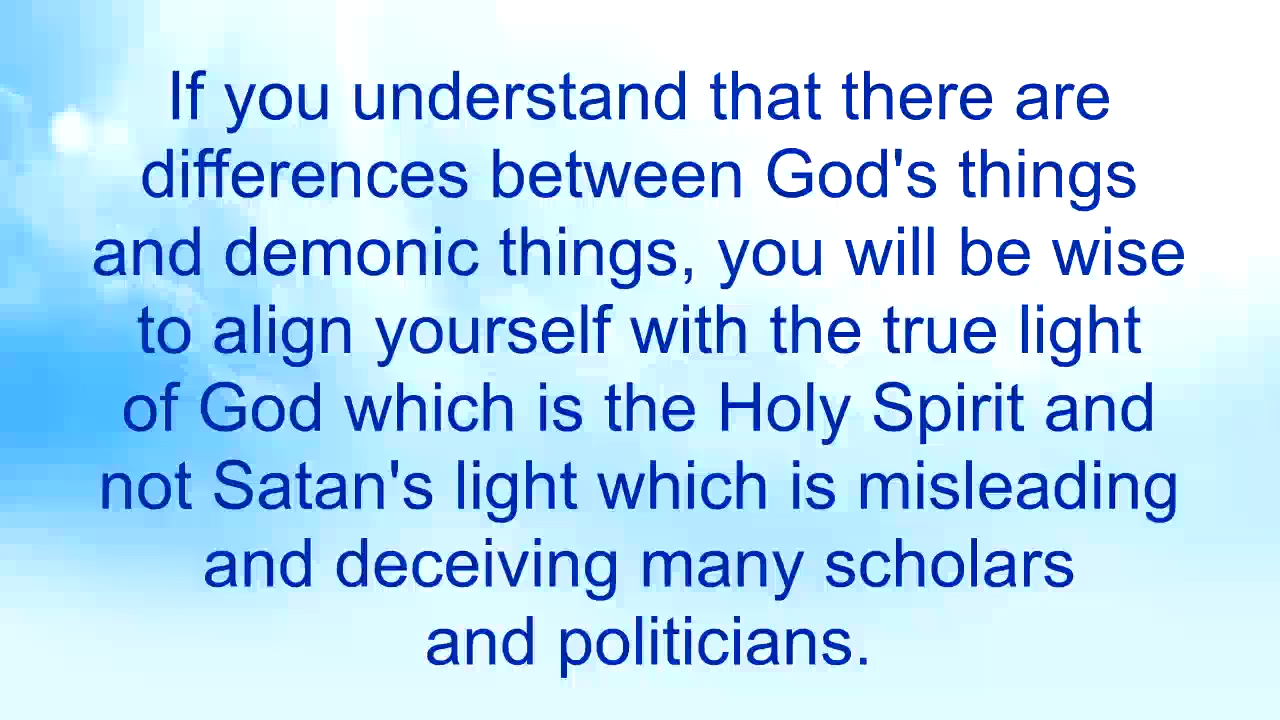 If you understand that there are
differences between God's things
and demonic things, you will be wise
to align yourself with the true light
of God which is the Holy Spirit and
not Satan's light which is misleading
and deceiving many scholars
and politicians.